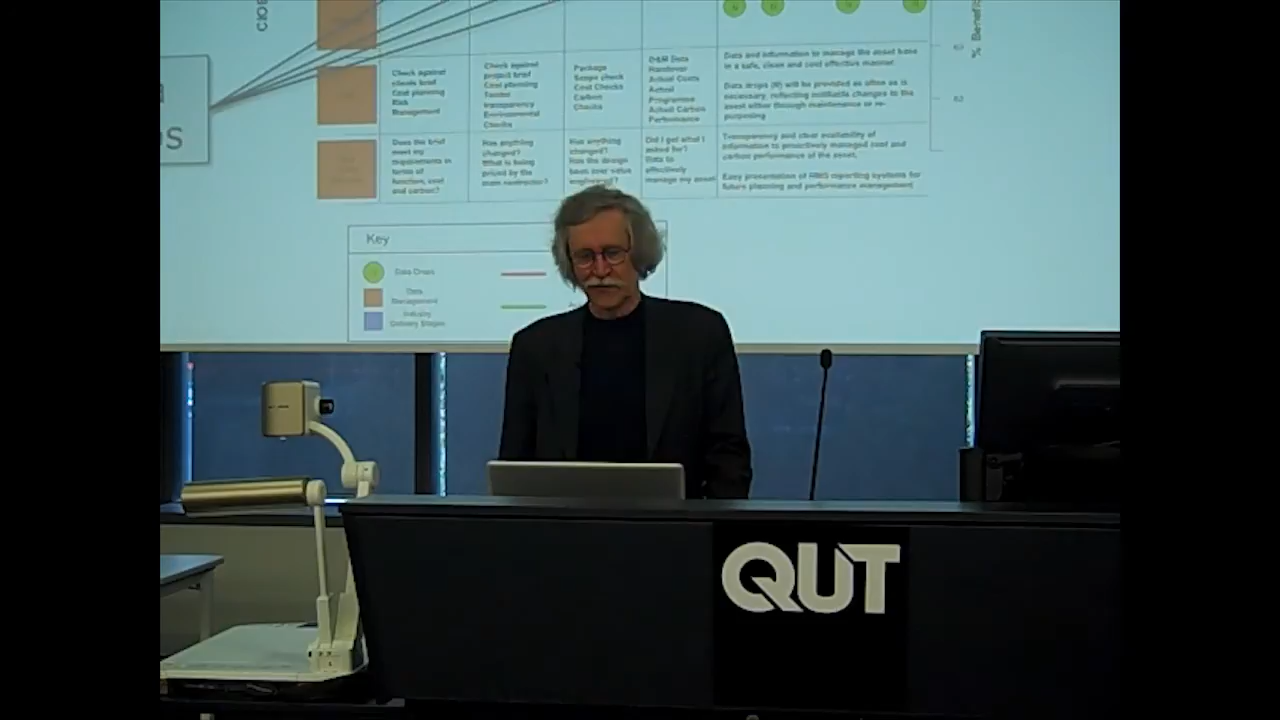 % Benefit
Check against
clients brief
Cost planning
Risk
Management
Check against
project brief
Cost planning
Tender
transparency
Environmental
Checks
Package
Scope check
Cost Checks
Carbon
Checks
O&M Data
Handover
Actual Costs
Actual
Programme
Actual Carbon
Performance
Data and information to manage the asset base
in a safe, clean and cost effective manner.
Data drops (N) will be provided as often as is
necessary, reflecting multiple changes to the
asset either through maintenance or re-
purposing
Does the brief
meet my
requirements in
terms of
function, cost
and carbon?
Has anything
changed?
What is being
priced by the
main contractor?
Has anything
changed?
Has the design
been over value
engineered?
Did I get what I
asked for?
Data to
effectively
manage my asset
Transparency and clear availability of
information to proactively managed cost and
carbon performance of the asset.
Easy presentation of reporting systems for
future planning and performance management
Key
Data Drops
Data
Management
Industry
Delivery Stages
QUT